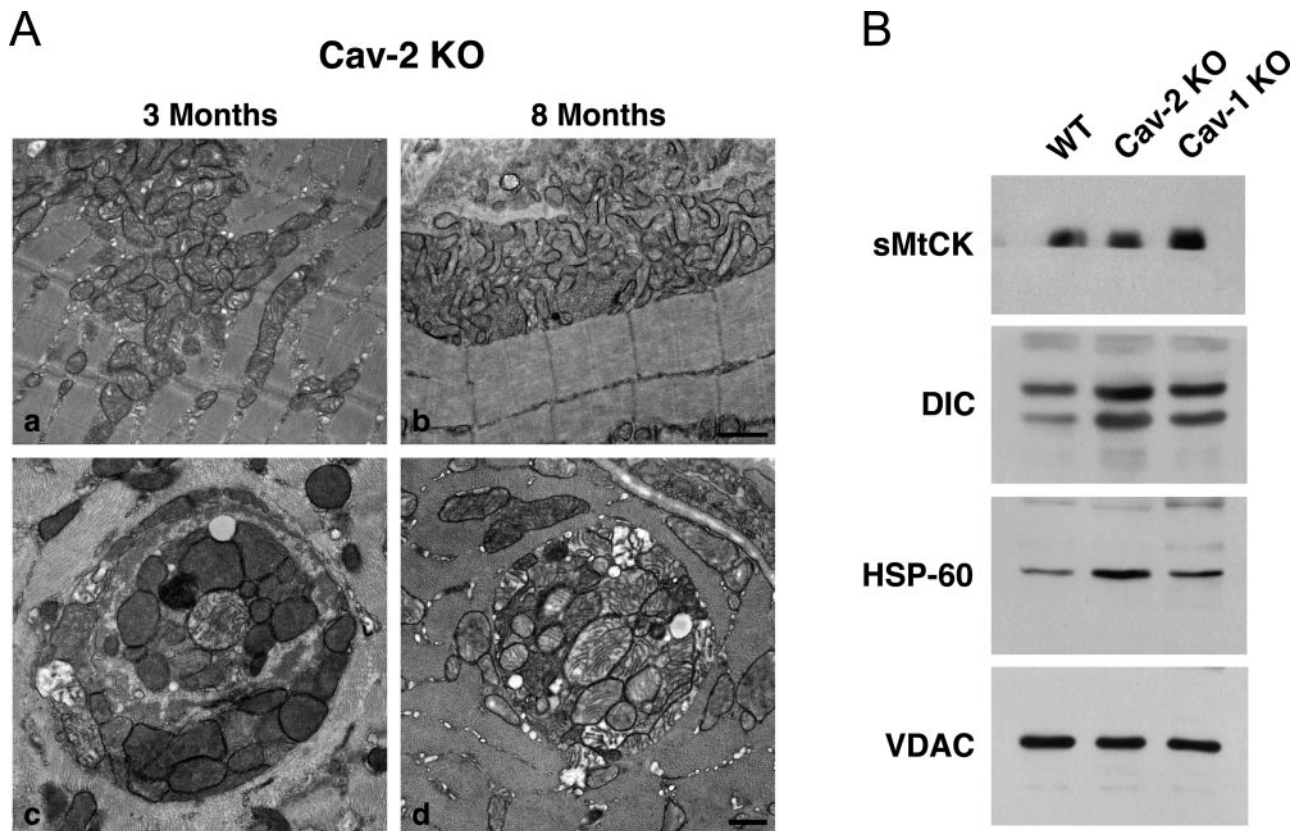 A
Cav-2 KO
3 Months
8 Months
a
b
c
d
B
WT
Cav-2 KO
Cav-1 KO
sMtCK
DIC
HSP-60
VDAC